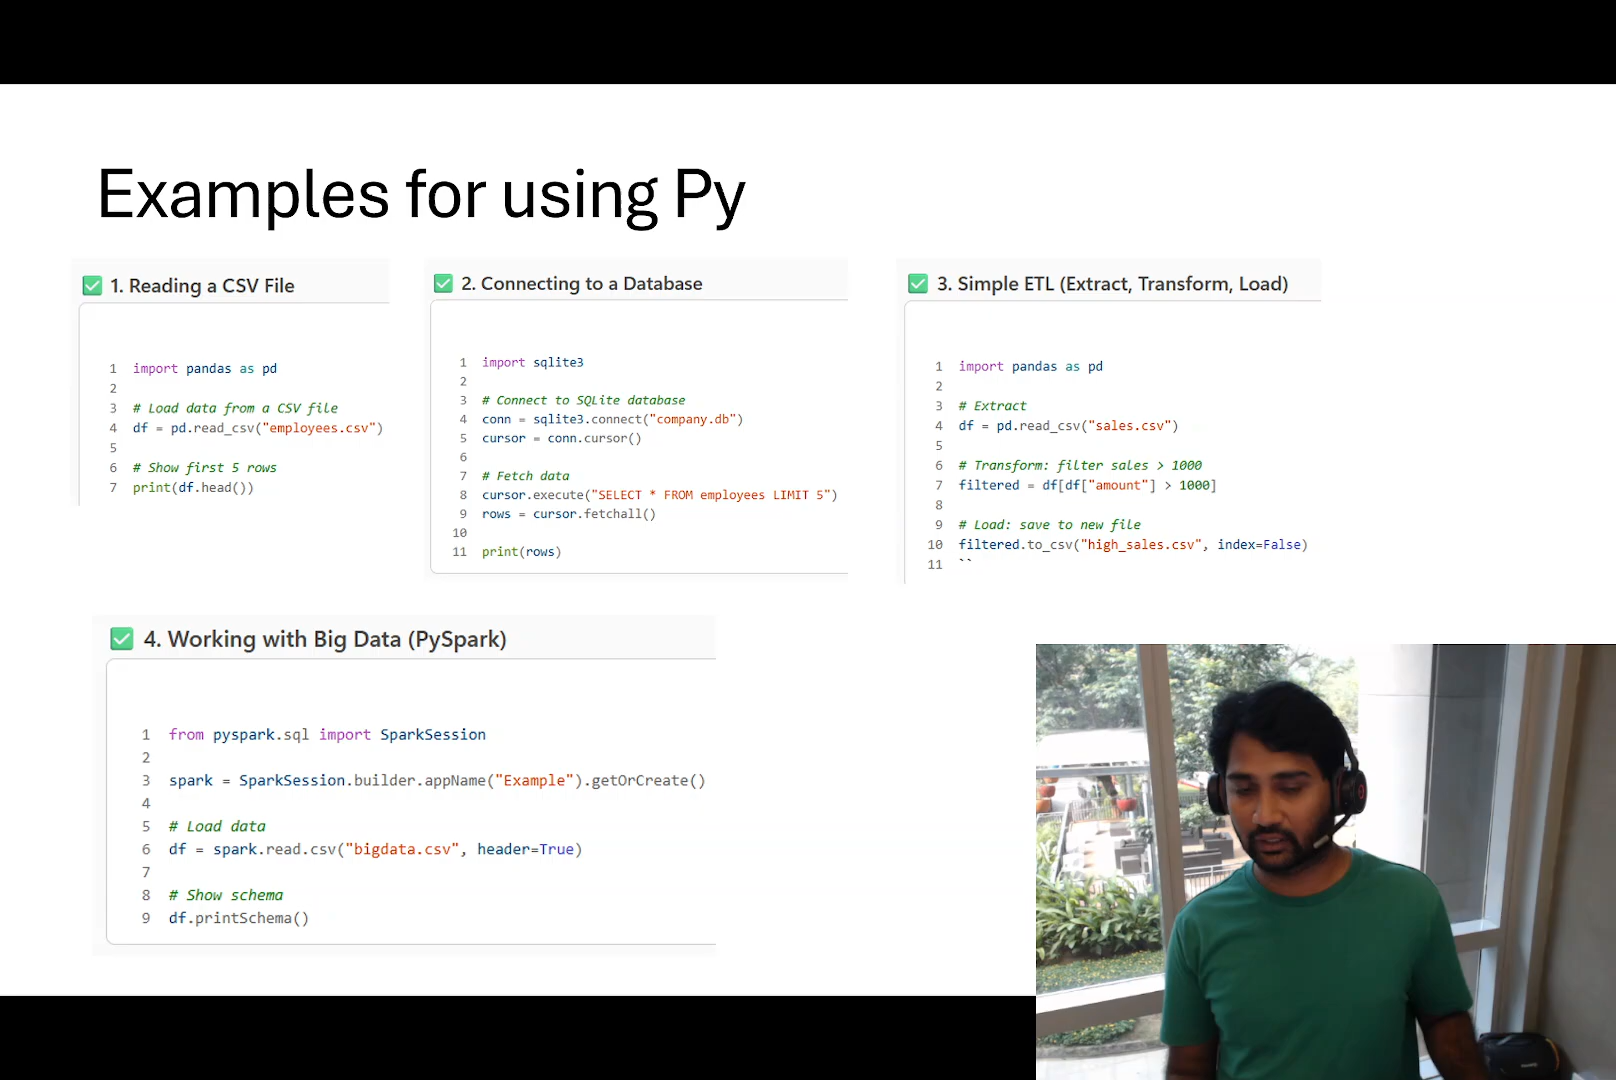 Examples for using Py
✅ 1. Reading a CSV File
1 import pandas as pd
2
3 # Load data from a CSV file
4 df = pd.read_csv("employees.csv")
5
6 # Show first 5 rows
7 print(df.head())
✅ 2. Connecting to a Database
1 import sqlite3
2
3 # Connect to SQLite database
4 conn = sqlite3.connect("company.db")
5 cursor = conn.cursor()
6
7 # Fetch data
8 cursor.execute("SELECT * FROM employees LIMIT 5")
9 rows = cursor.fetchall()
10
11 print(rows)
✅ 3. Simple ETL (Extract, Transform, Load)
1 import pandas as pd
2
3 # Extract
4 df = pd.read_csv("sales.csv")
5
6 # Transform: filter sales > 1000
7 filtered = df[df["amount"] > 1000]
8
9 # Load: save to new file
10 filtered.to_csv("high_sales.csv", index=False)
11 ``
✅ 4. Working with Big Data (PySpark)
1 from pyspark.sql import SparkSession
2
3 spark = SparkSession.builder.appName("Example").getOrCreate()
4
5 # Load data
6 df = spark.read.csv("bigdata.csv", header=True)
7
8 # Show schema
9 df.printSchema()